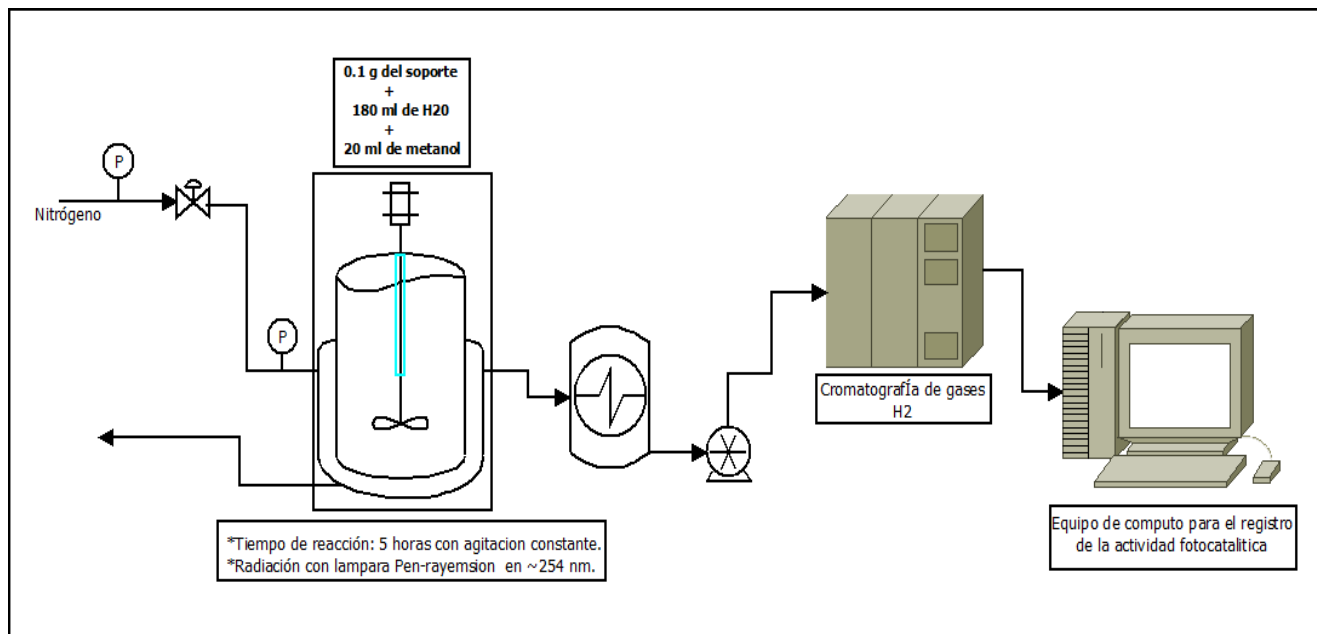 0.1 g del soporte
+
180 ml de H20
+
20 ml de metanol
P
Nitrógeno
P
Cromatografía de gases
H2
Equipo de computo para el registro
de la actividad fotocatalitica
*Tiempo de reacción: 5 horas con agitacion constante.
*Radiación con lampara Pen-rayemsion en ~254 nm.